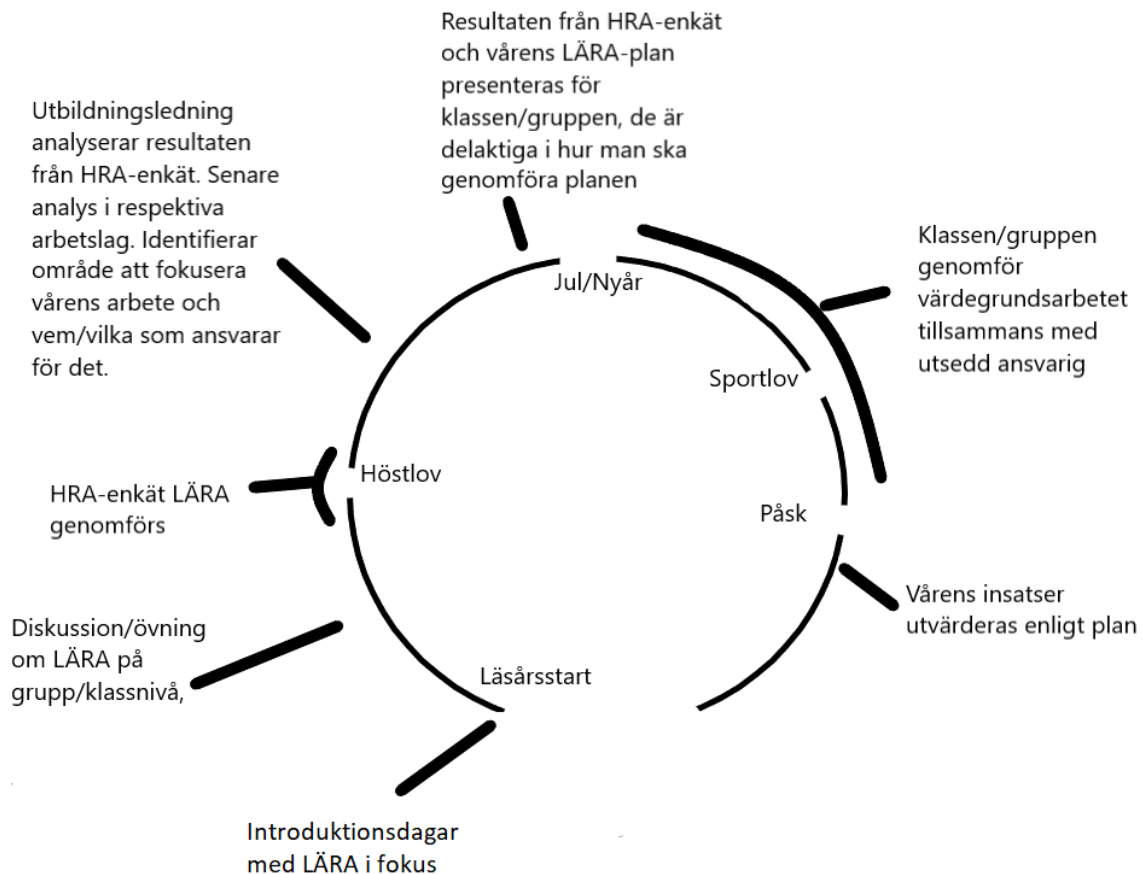 Resultaten från HRA-enkät
och vårens LÄRA-plan
presenteras för
klassen/gruppen, de är
delaktiga i hur man ska
genomföra planen
Utbildningsledning
analyserar resultaten
från HRA-enkät. Senare
analys i respektiva
arbetslag. Identifierar
område att fokusera
vårens arbete och
vem/vilka som ansvarar
för det.
Klassen/gruppen
genomför
värdegrundsarbetet
tillsammans med
utsedd ansvarig
Jul/Nyår
Sportlov
Höstlov
HRA-enkät LÄRA
genomförs
Påsk
Vårens insatser
utvärderas enligt plan
Diskussion/övning
om LÄRA på
grupp/klassnivå,
Läsårsstart
Introduktionsdagar
med LÄRA i fokus